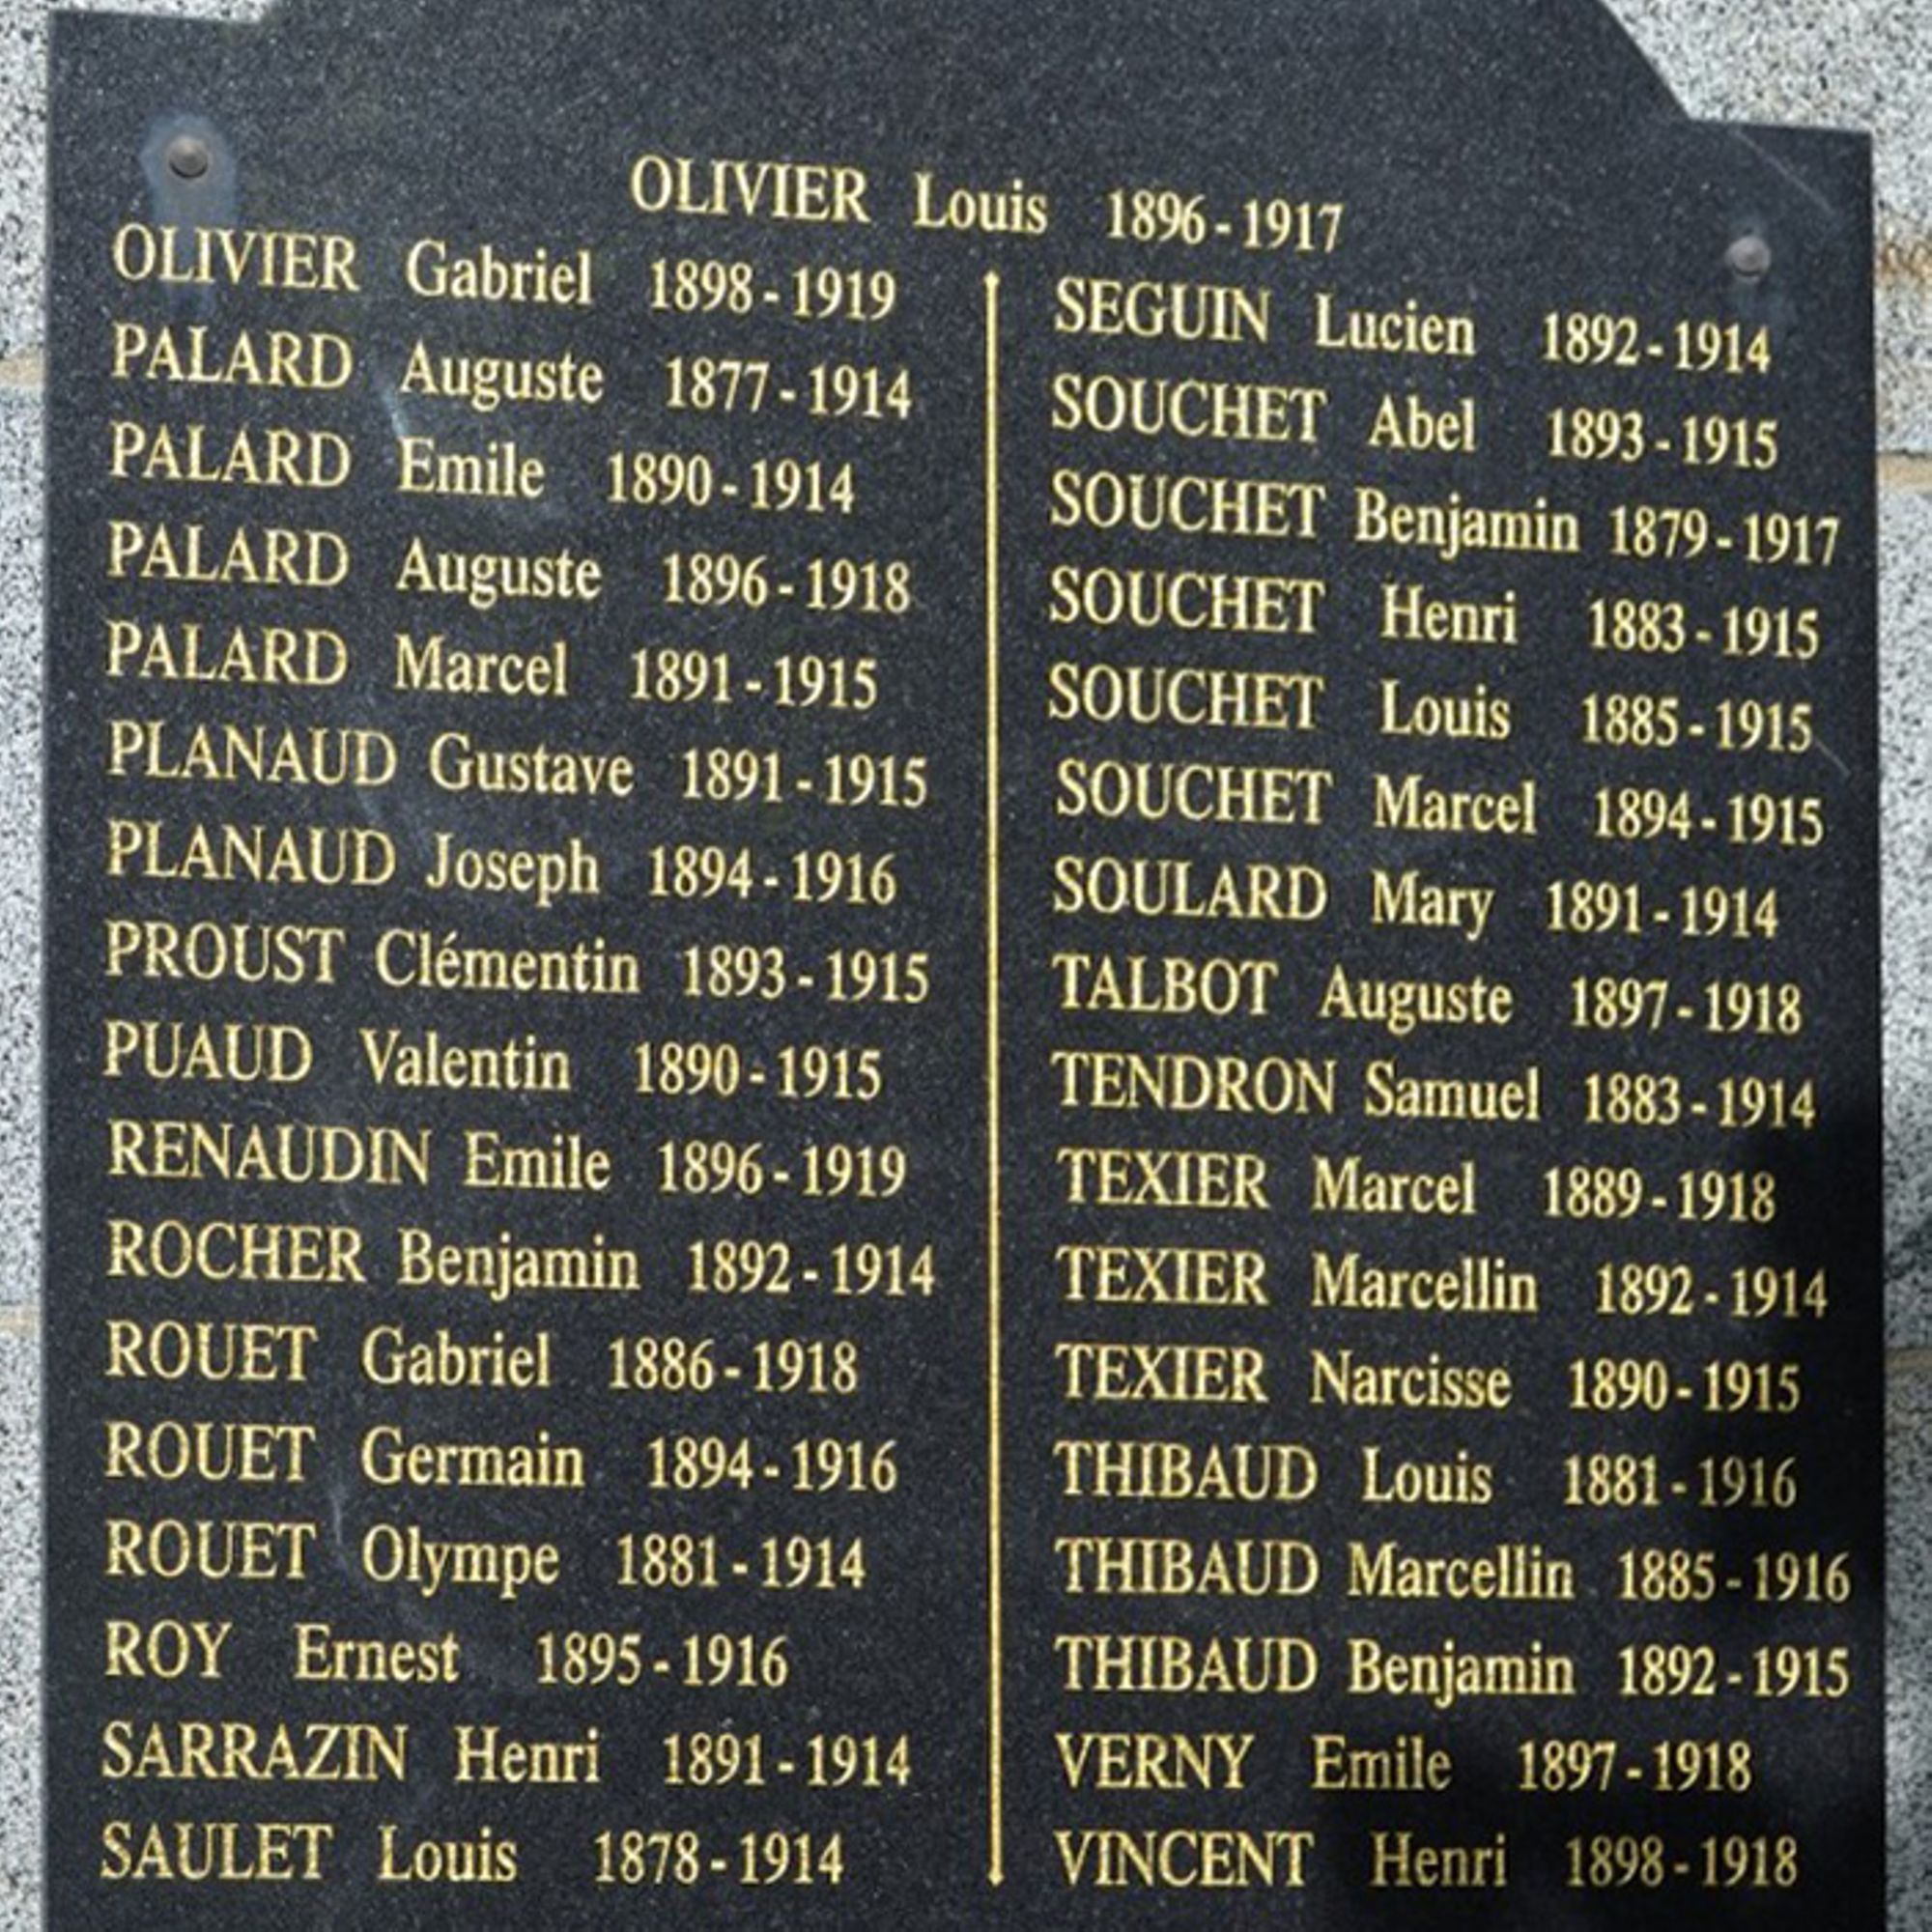 OLIVIER Louis 1896-1917
OLIVIER Gabriel 1898-1919
PALARD Auguste 1877-1914
PALARD Emile 1890-1914
PALARD Auguste 1896-1918
PALARD Marcel 1891-1915
PLANAUD Gustave 1891-1915
PLANAUD Joseph 1894-1916
PROUST Clémentin 1893-1915
PUAUD Valentin 1890-1915
RENAUDIN Emile 1896-1919
ROCHER Benjamin 1892-1914
ROUET Gabriel 1886-1918
ROUET Germain 1894-1916
ROUET Olympe 1881-1914
ROY Ernest 1895-1916
SARRAZIN Henri 1891-1914
SAULET Louis 1878-1914
SEGUIN Lucien 1892-1914
SOUCHET Abel 1893-1915
SOUCHET Benjamin 1879-1917
SOUCHET Henri 1883-1915
SOUCHET Louis 1885-1915
SOUCHET Marcel 1894-1915
SOULARD Mary 1891-1914
TALBOT Auguste 1897-1918
TENDRON Samuel 1883-1914
TEXIER Marcel 1889-1918
TEXIER Marcellin 1892-1914
TEXIER Narcisse 1890-1915
THIBAUD Louis 1881-1916
THIBAUD Marcellin 1885-1916
THIBAUD Benjamin 1892-1915
VERNY Emile 1897-1918
VINCENT Henri 1898-1918